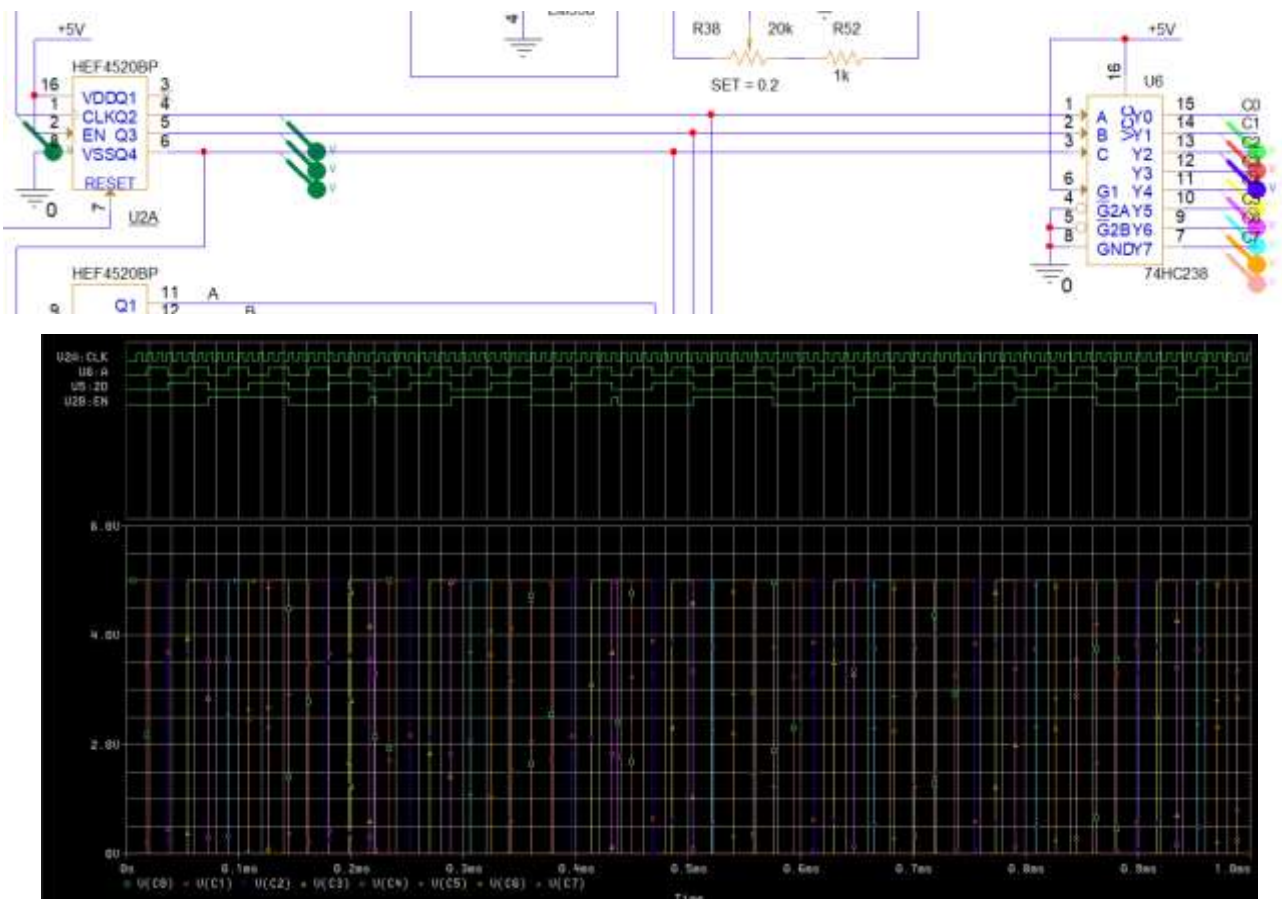 +5V
HEF4520BP
16
1
2
VDDQ1
CLKQ2
EN Q3
VSSQ4
RESET
3
4
5
6
7
0
U2A
4
R38
20k
R52
SET = 0.2
1k
+5V
16
U6
1
2
3
6
4
5
8
A
B
C
G1
G2A
G2B
GND
VCC
Y0
Y1
Y2
Y3
Y4
Y5
Y6
Y7
15
14
13
12
11
10
9
7
C0
C1
C7
74HC238
0
HEF4520BP
9
Q1
11
12
A
B
U2A:CLK
U6:A
U5:2D
U2B:EN
6.0V
4.0V
2.0V
0V
0s 0.1ms 0.2ms 0.3ms 0.4ms 0.5ms 0.6ms 0.7ms 0.8ms 0.9ms 1.0ms
V(C0) V(C1) V(C2) V(C3) V(C4) V(C5) V(C6) V(C7)
Time